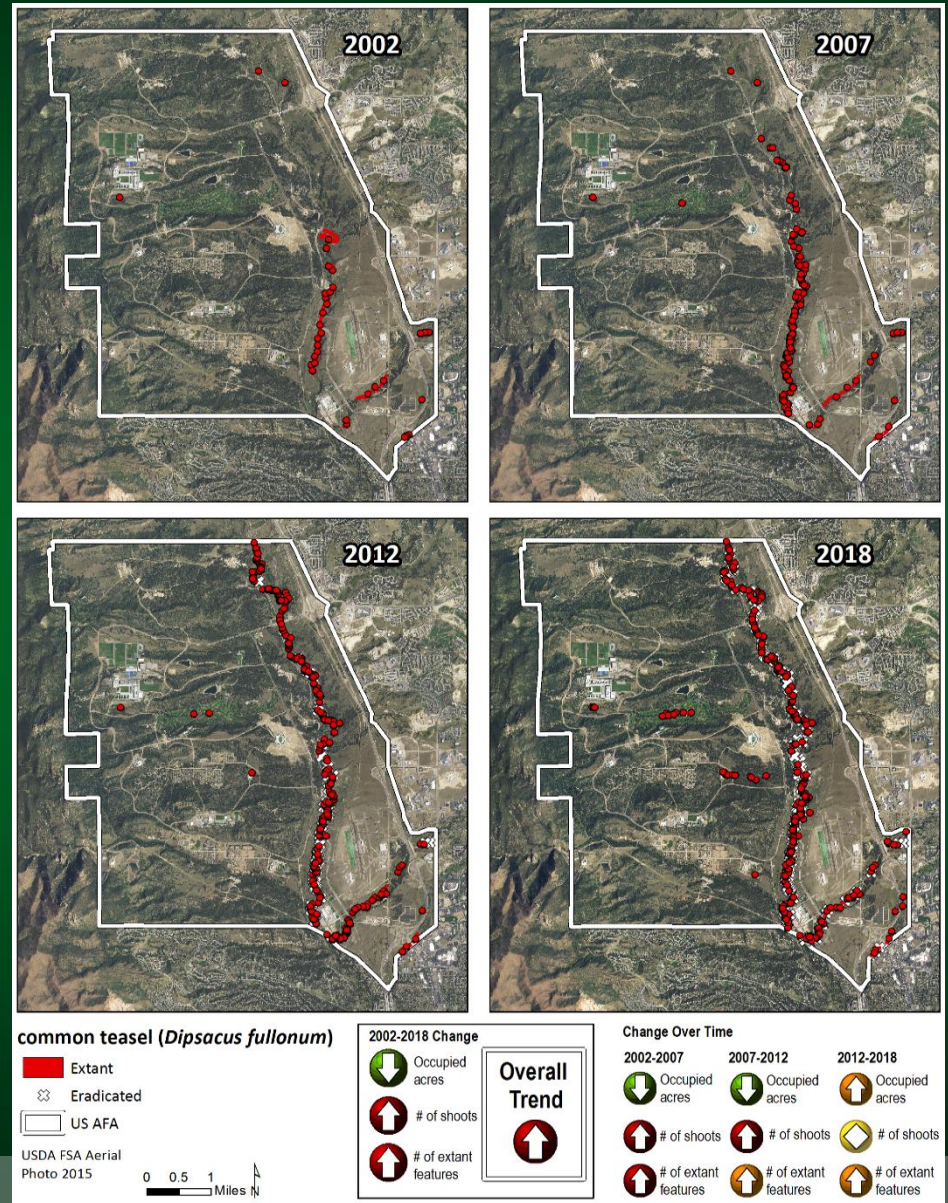 2002
2007
2012
2018
common teasel (Dipsacus fullonum)
Extant
Eradicated
US AFA
USDA FSA Aerial
Photo 2015
0 0.5 1
Miles N
2002-2018 Change
Occupied
acres
# of shoots
# of extant
features
Overall
Trend
Change Over Time
2002-2007 2007-2012 2012-2018
Occupied
acres
Occupied
acres
Occupied
acres
# of shoots # of shoots # of shoots
# of extant
features
# of extant
features
# of extant
features